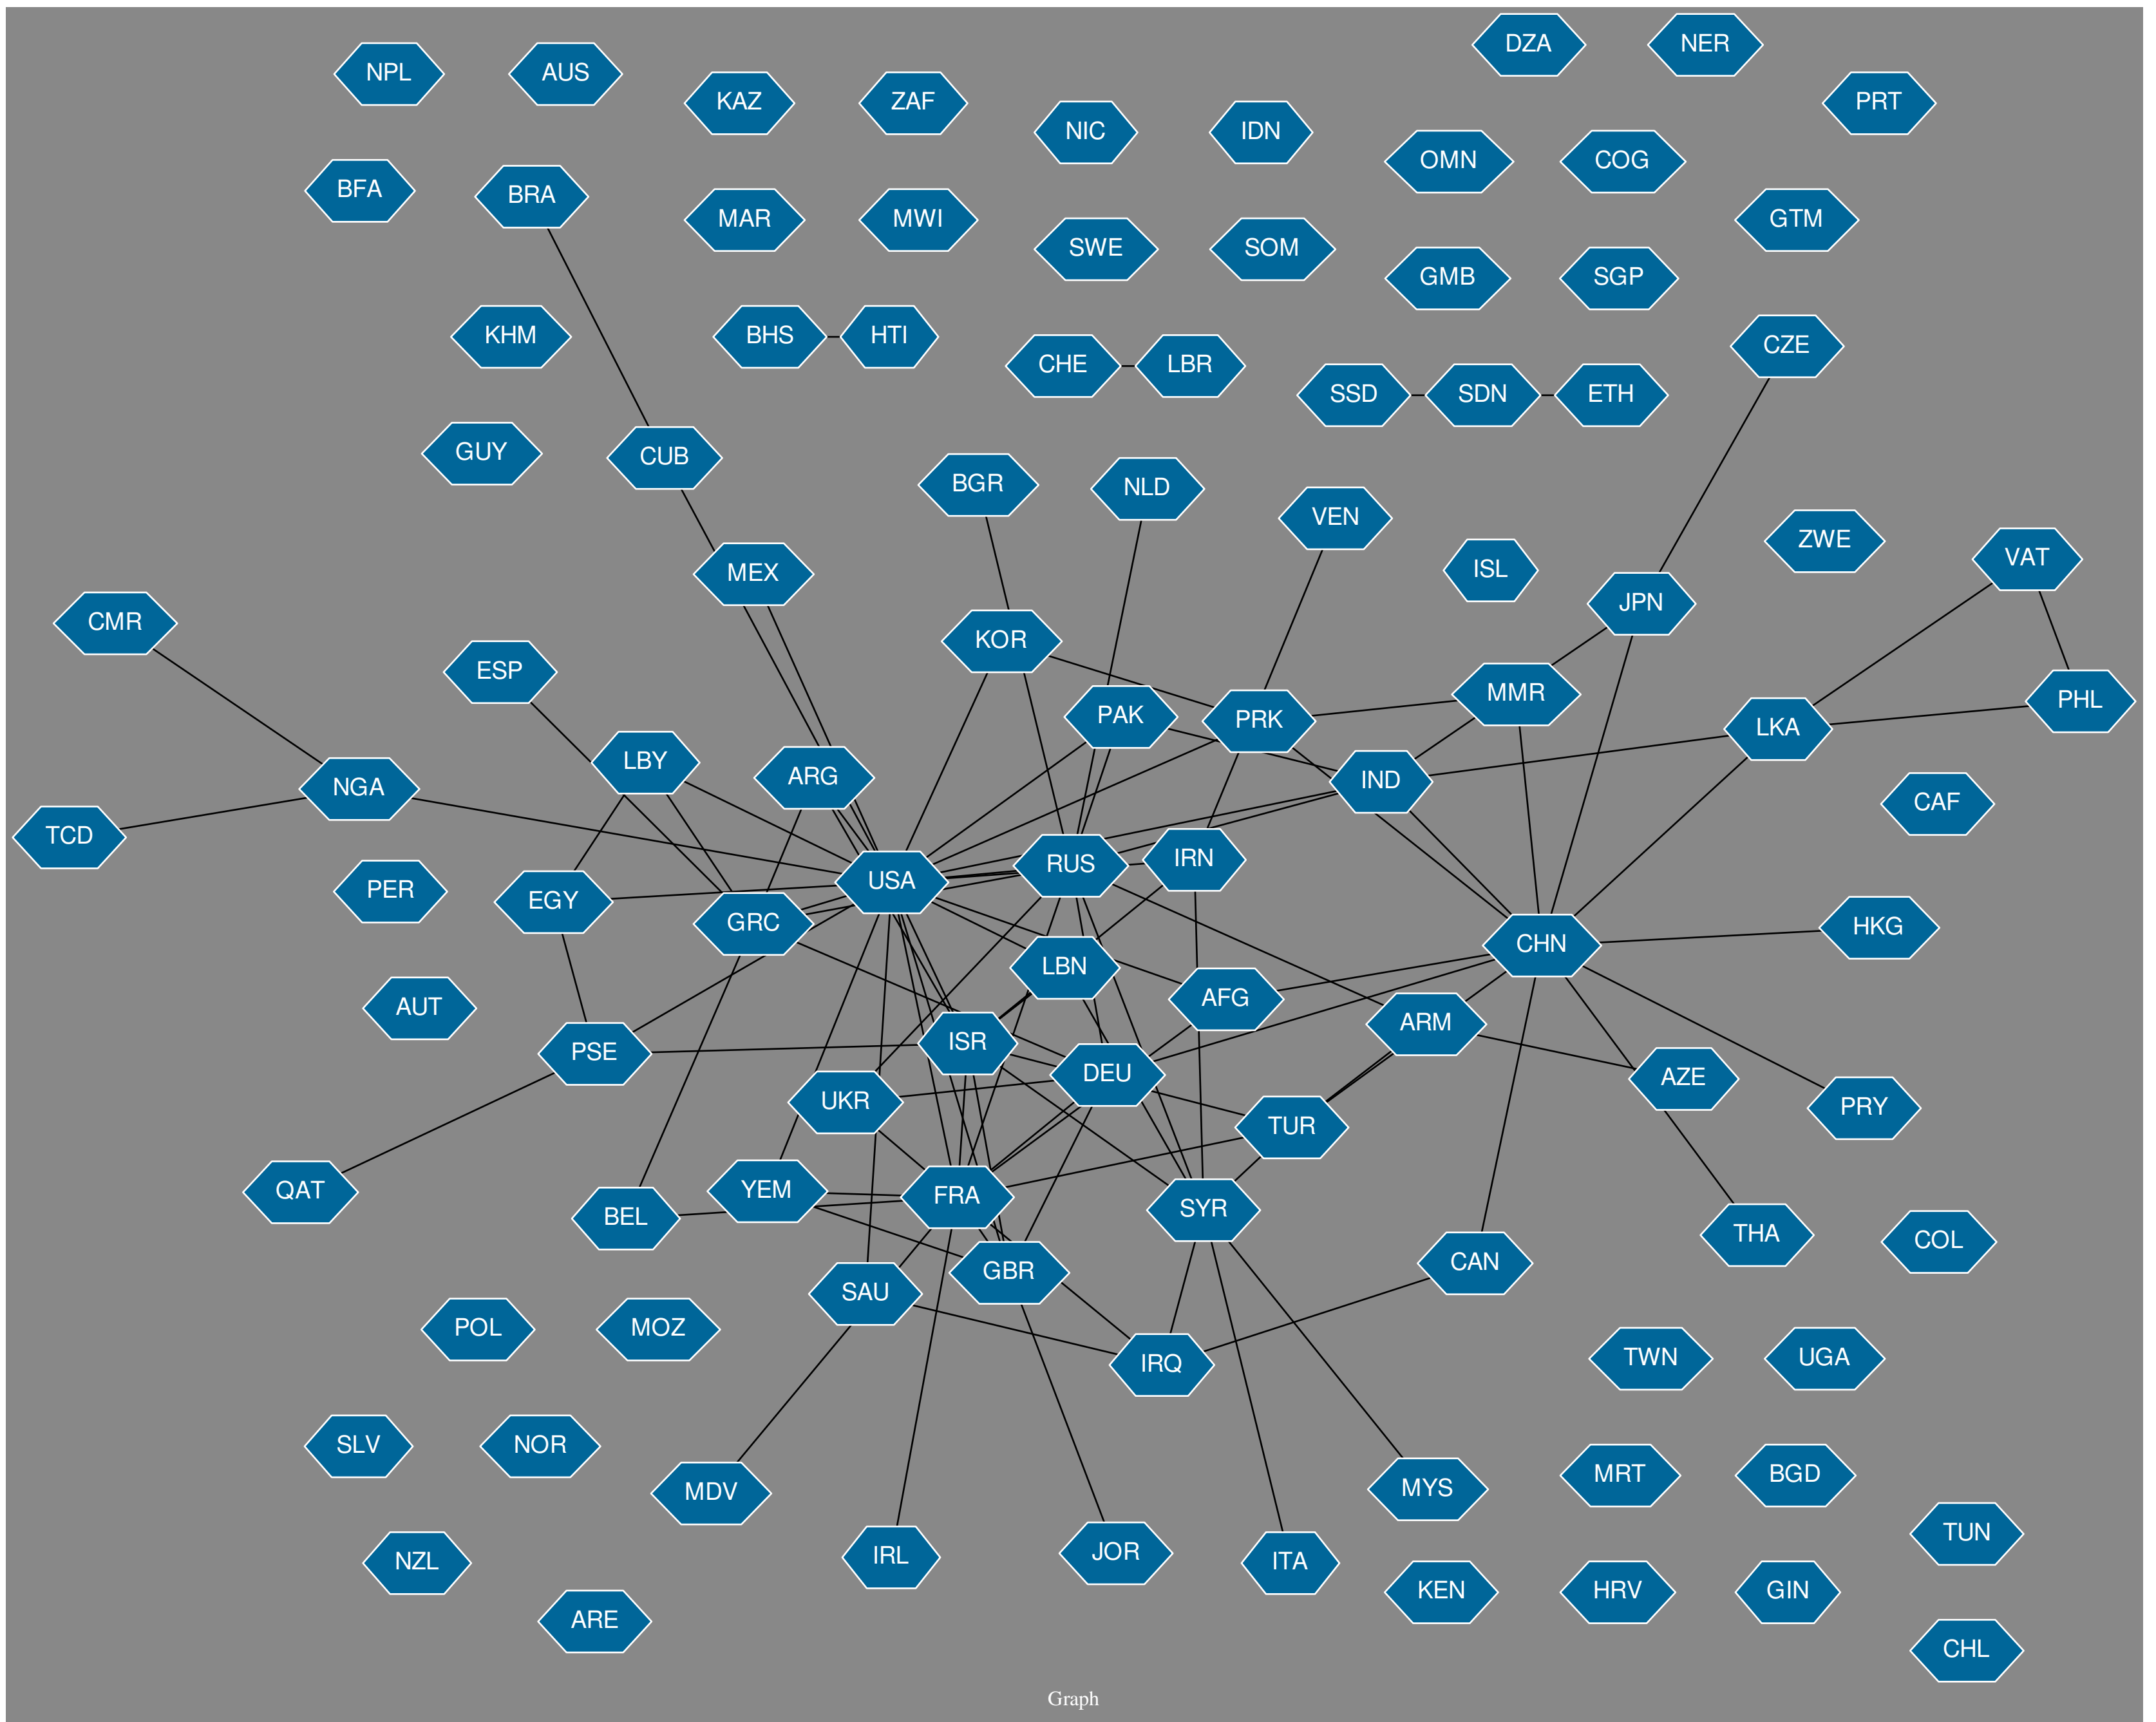 DZA
NER
NPL
AUS
KAZ
ZAF
PRT
NIC
IDN
OMN
COG
BFA
BRA
MAR
MWI
GTM
SWE
SOM
GMB
SGP
KHM
BHS
HTI
CZE
CHE
LBR
SSD
SDN
ETH
GUY
CUB
BGR
NLD
VEN
ZWE
VAT
MEX
ISL
JPN
CMR
KOR
ESP
MMR
PHL
PAK
PRK
LKA
LBY
NGA
ARG
IND
CAF
TCD
RUS
IRN
USA
PER
EGY
GRC
HKG
CHN
LBN
AUT
AFG
ARM
PSE
ISR
DEU
AZE
UKR
PRY
TUR
QAT
YEM
FRA
BEL
SYR
THA
COL
GBR
CAN
SAU
POL
MOZ
IRQ
TWN
UGA
SLV
NOR
MDV
MYS
MRT
BGD
TUN
NZL
IRL
JOR
ITA
KEN
HRV
GIN
ARE
CHL
Graph